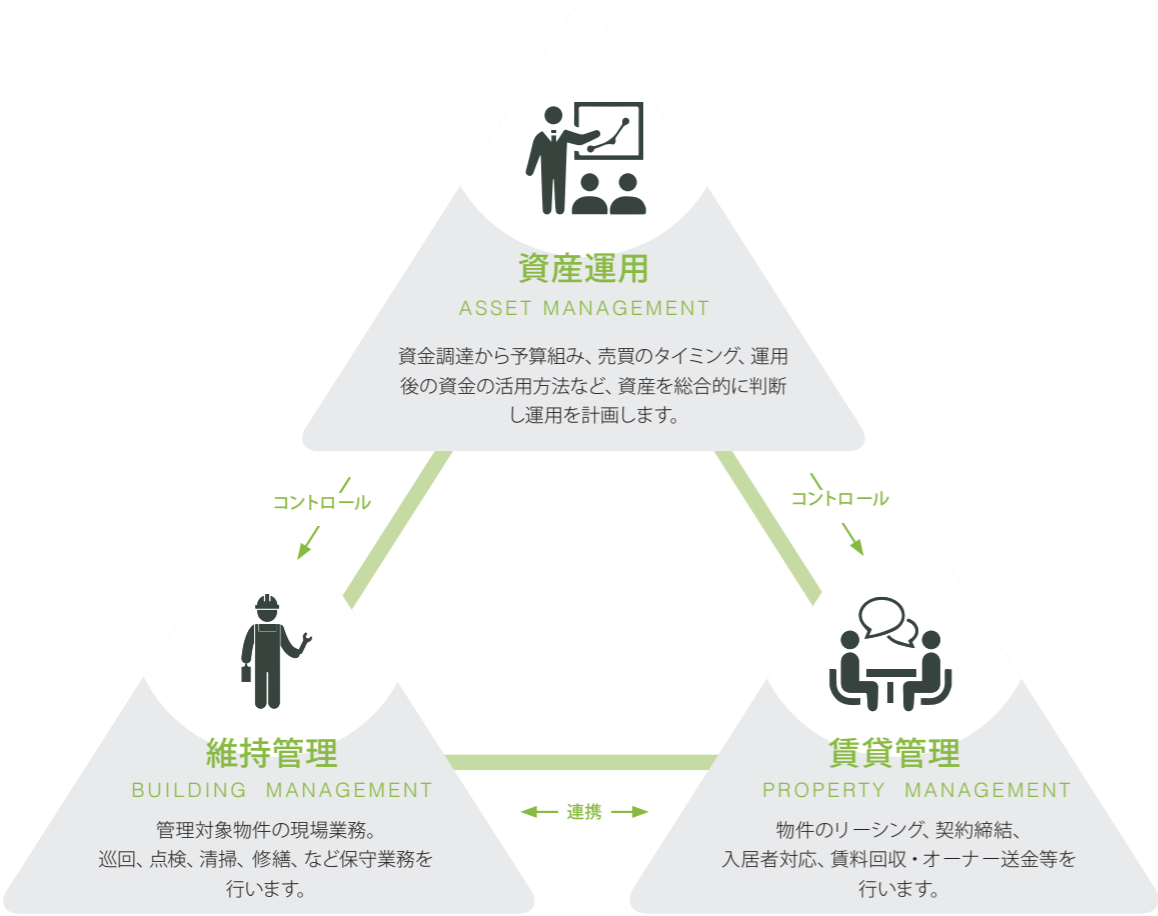 資産運用
ASSET MANAGEMENT
資金調達から予算組み、売買のタイミング、運用
後の資金の活用方法など、資産を総合的に判断
し運用を計画します。
コントロール
コントロール
維持管理
BUILDING MANAGEMENT
管理対象物件の現場業務。
巡回、点検、清掃、修繕、など保守業務を
行います。
連携
賃貸管理
PROPERTY MANAGEMENT
物件のリーシング、契約締結、
入居者対応、賃料回収・オーナー送金等を
行います。